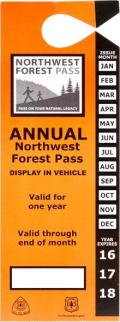 NORTHWEST
FOREST PASS
PASS ON YOUR NATURAL LEGACY
ANNUAL
Northwest
Forest Pass
DISPLAY IN VEHICLE
Valid for
one year
Valid through
end of month
ISSUE
MONTH
JAN
FEB
MAR
APR
MAY
JUN
JUL
AUG
SEP
OCT
NOV
DEC
YEAR
EXPIRES
16
17
18